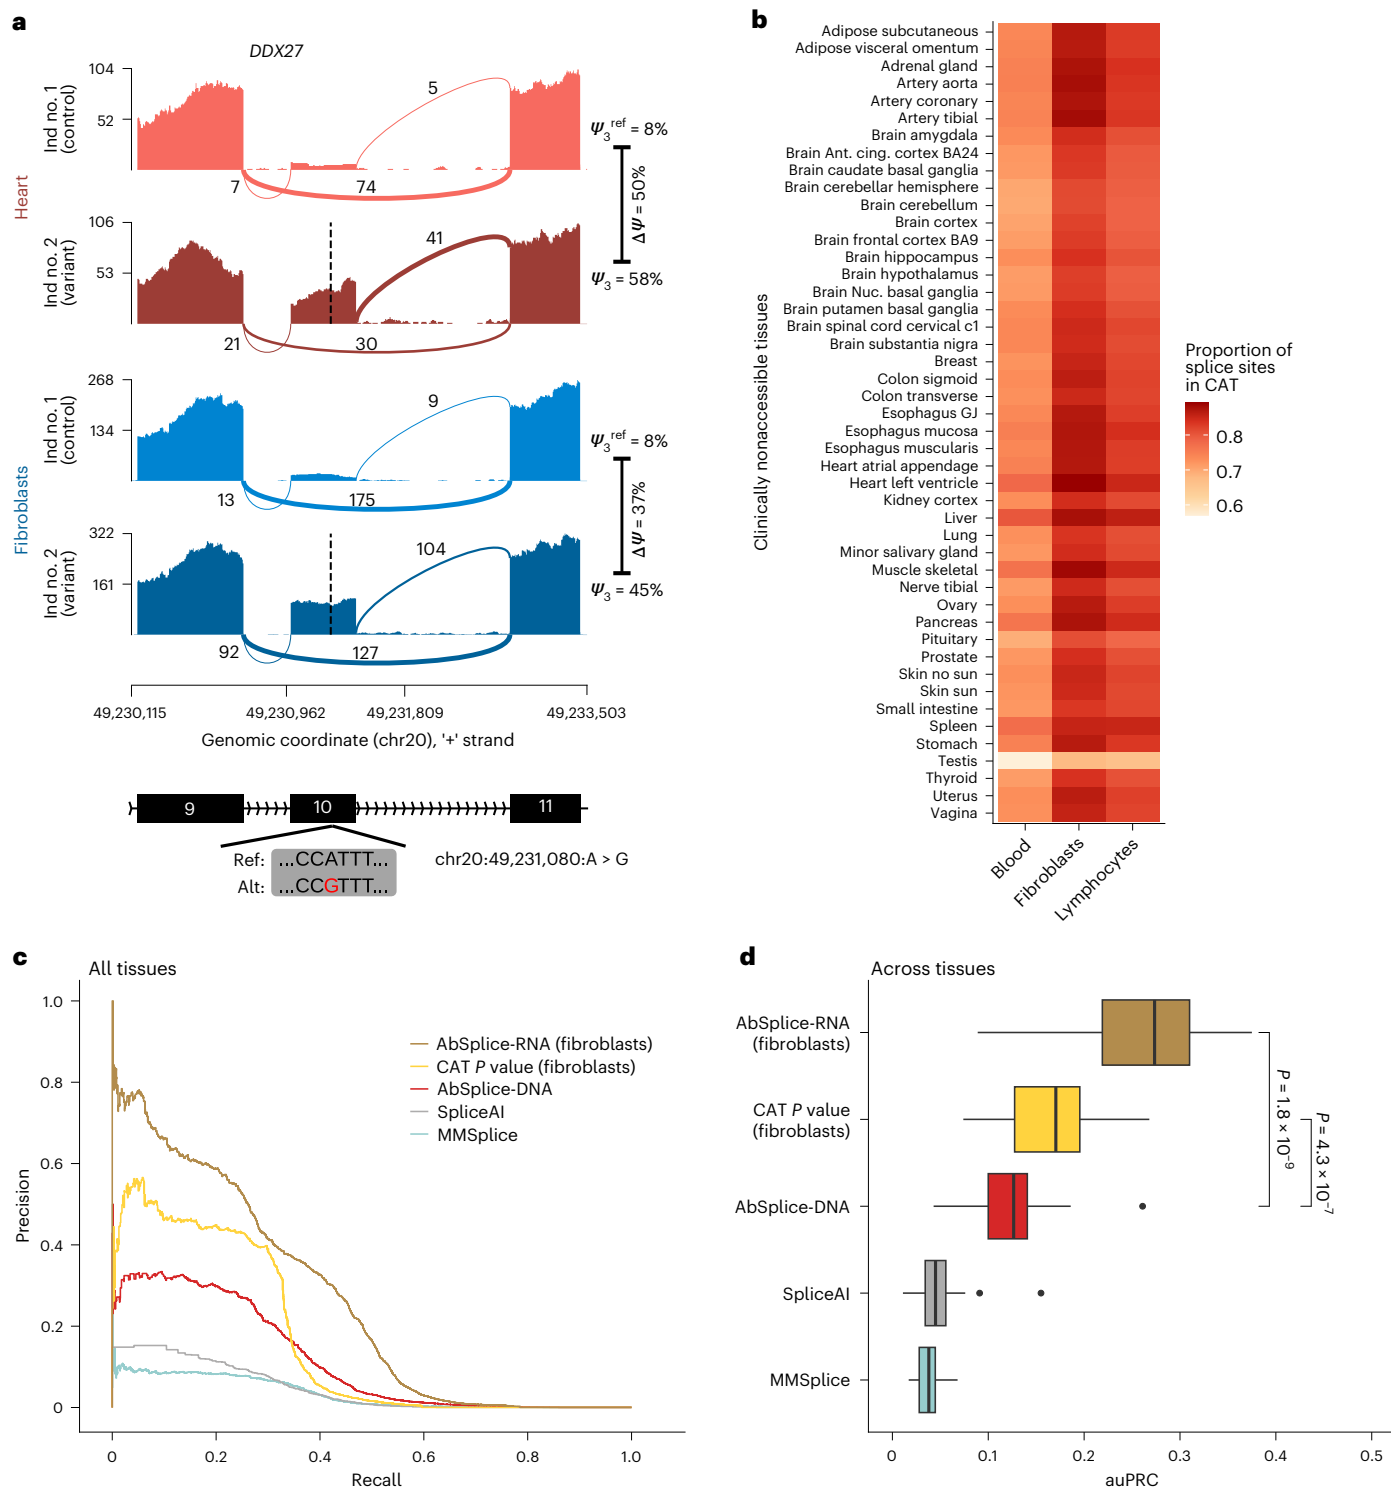 a
DDX27
Heart
Ind no. 1
(control)
104
52
5
7
74
Ψ3ref = 8%
ΔΨ = 50%
Ind no. 2
(variant)
106
53
41
21
30
Ψ3 = 58%
Fibroblasts
Ind no. 1
(control)
268
134
9
13
175
Ψ3ref = 8%
ΔΨ = 37%
Ind no. 2
(variant)
322
161
104
92
127
Ψ3 = 45%
49,230,115
49,230,962
49,231,809
49,233,503
Genomic coordinate (chr20), '+' strand
9
10
11
Ref: ...CCATTT...
Alt: ...CCGTTT...
chr20:49,231,080:A > G
b
Clinically nonaccessible tissues
Adipose subcutaneous
Adipose visceral omentum
Adrenal gland
Artery aorta
Artery coronary
Artery tibial
Brain amygdala
Brain Ant. cing. cortex BA24
Brain caudate basal ganglia
Brain cerebellar hemisphere
Brain cerebellum
Brain cortex
Brain frontal cortex BA9
Brain hippocampus
Brain hypothalamus
Brain Nuc. basal ganglia
Brain putamen basal ganglia
Brain spinal cord cervical c1
Brain substantia nigra
Breast
Colon sigmoid
Colon transverse
Esophagus GJ
Esophagus mucosa
Esophagus muscularis
Heart atrial appendage
Heart left ventricle
Kidney cortex
Liver
Lung
Minor salivary gland
Muscle skeletal
Nerve tibial
Ovary
Pancreas
Pituitary
Prostate
Skin no sun
Skin sun
Small intestine
Spleen
Stomach
Testis
Thyroid
Uterus
Vagina
Blood
Fibroblasts
Lymphocytes
Proportion of
splice sites
in CAT
0.8
0.7
0.6
c
All tissues
Precision
1.0
0.8
0.6
0.4
0.2
0
AbSplice-RNA (fibroblasts)
CAT P value (fibroblasts)
AbSplice-DNA
SpliceAI
MMSplice
0
0.2
0.4
0.6
0.8
1.0
Recall
d
Across tissues
AbSplice-RNA
(fibroblasts)
CAT P value
(fibroblasts)
AbSplice-DNA
SpliceAI
MMSplice
P = 1.8 × 10−9
P = 4.3 × 10−7
0
0.1
0.2
0.3
0.4
0.5
auPRC